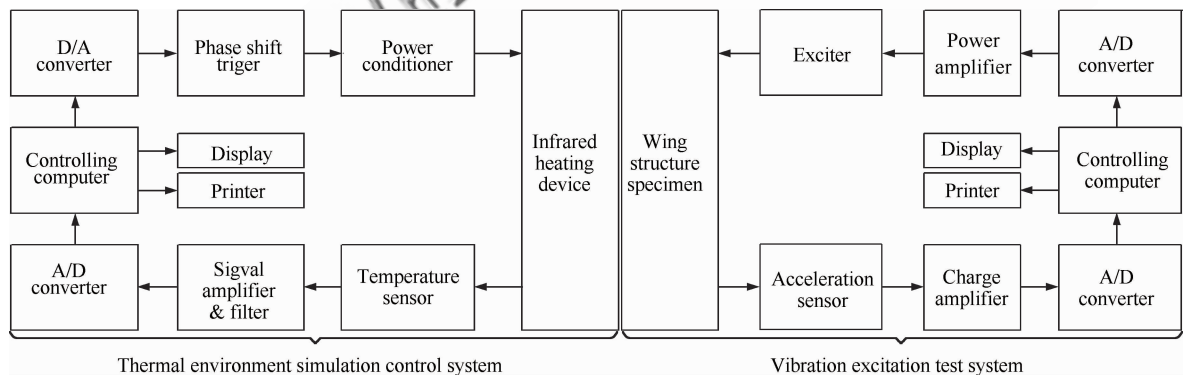 D/A
converter
Phase shift
triger
Power
conditioner
Controlling
computer
Display
Printer
A/D
converter
Sigval
amplifier
& filter
Temperature
sensor
Infrared
heating
device
Wing
structure
specimen
Exciter
Power
amplifier
A/D
converter
Display
Printer
Controlling
computer
Acceleration
sensor
Charge
amplifier
A/D
converter
Thermal environment simulation control system
Vibration excitation test system